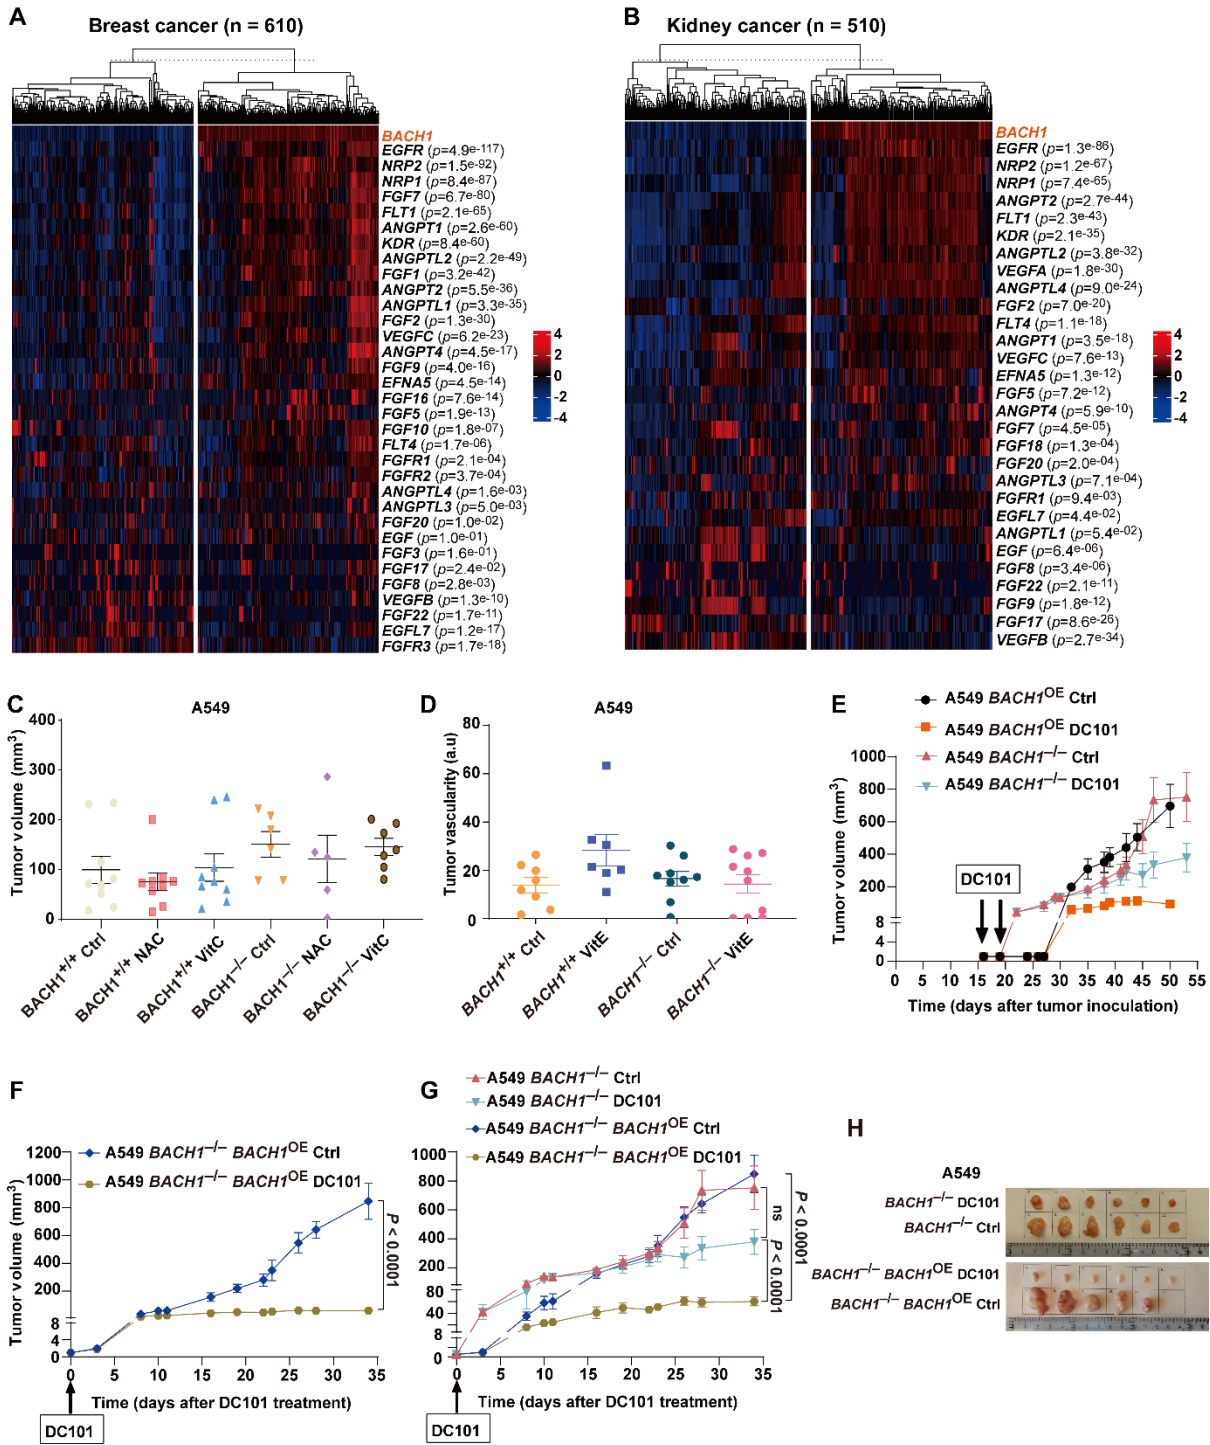 A
Breast cancer (n = 610)
BACH1
EGFR (p=4.9e-117)
NRP2 (p=1.5e-92)
NRP1 (p=8.4e-87)
FGF7 (p=6.7e-80)
FLT1 (p=2.1e-65)
ANGPT1 (p=2.6e-60)
KDR (p=8.4e-60)
ANGPTL2 (p=2.2e-49)
FGF1 (p=3.2e-42)
ANGPT2 (p=5.5e-36)
ANGPTL1 (p=3.3e-35)
FGF2 (p=1.3e-30)
VEGFC (p=6.2e-23)
ANGPT4 (p=4.5e-17)
FGF9 (p=4.0e-16)
EFNA5 (p=4.5e-14)
FGF16 (p=7.6e-14)
FGF5 (p=1.9e-13)
FGF10 (p=1.8e-07)
FLT4 (p=1.7e-06)
FGFR1 (p=2.1e-04)
FGFR2 (p=3.7e-04)
ANGPTL4 (p=1.6e-03)
ANGPTL3 (p=5.0e-03)
FGF20 (p=1.0e-02)
EGF (p=1.0e-01)
FGF3 (p=1.6e-01)
FGF17 (p=2.4e-02)
FGF8 (p=2.8e-03)
VEGFB (p=1.3e-10)
FGF22 (p=1.7e-11)
EGFL7 (p=1.2e-17)
FGFR3 (p=1.7e-18)
4
2
0
-2
-4
B
Kidney cancer (n = 510)
BACH1
EGFR (p=1.3e-86)
NRP2 (p=1.2e-67)
NRP1 (p=7.4e-65)
ANGPT2 (p=2.7e-44)
FLT1 (p=2.3e-43)
KDR (p=2.1e-35)
ANGPTL2 (p=3.8e-32)
VEGFA (p=1.8e-30)
ANGPTL4 (p=9.0e-24)
FGF2 (p=7.0e-20)
FLT4 (p=1.1e-18)
ANGPT1 (p=3.5e-18)
VEGFC (p=7.6e-13)
EFNA5 (p=1.3e-12)
FGF5 (p=7.2e-12)
ANGPT4 (p=5.9e-10)
FGF7 (p=4.5e-05)
FGF18 (p=1.3e-04)
FGF20 (p=2.0e-04)
ANGPTL3 (p=7.1e-04)
FGFR1 (p=9.4e-03)
EGFL7 (p=4.4e-02)
ANGPTL1 (p=5.4e-02)
EGF (p=6.4e-06)
FGF8 (p=3.4e-06)
FGF22 (p=2.1e-11)
FGF9 (p=1.8e-12)
FGF17 (p=8.6e-26)
VEGFB (p=2.7e-34)
4
2
0
-2
-4
C
A549
Tumor volume (mm3)
400
300
200
100
0
BACH1+/+ Ctrl
BACH1+/+ NAC
BACH1+/+ VitC
BACH1−/− Ctrl
BACH1−/− NAC
BACH1−/− VitC
D
A549
Tumor vascularity (a.u)
80
60
40
20
0
BACH1+/+ Ctrl
BACH1+/+ VitE
BACH1−/− Ctrl
BACH1−/− VitE
E
A549 BACH1OE Ctrl
A549 BACH1OE DC101
A549 BACH1−/− Ctrl
A549 BACH1−/− DC101
Tumor volume (mm3)
1000
800
600
400
200
8
4
0
DC101
0 5 10 15 20 25 30 35 40 45 50 55
Time (days after tumor inoculation)
F
A549 BACH1−/− BACH1OE Ctrl
A549 BACH1−/− BACH1OE DC101
Tumor volume (mm3)
1200
1000
800
600
400
200
8
4
0
P < 0.0001
0 5 10 15 20 25 30 35
Time (days after DC101 treatment)
DC101
G
A549 BACH1−/− Ctrl
A549 BACH1−/− DC101
A549 BACH1−/− BACH1OE Ctrl
A549 BACH1−/− BACH1OE DC101
1000
800
600
400
200
80
40
8
4
0
ns
P < 0.0001
P < 0.0001
0 5 10 15 20 25 30 35
Time (days after DC101 treatment)
DC101
H
A549
BACH1−/− DC101
BACH1−/− Ctrl
BACH1−/− BACH1OE DC101
BACH1−/− BACH1OE Ctrl